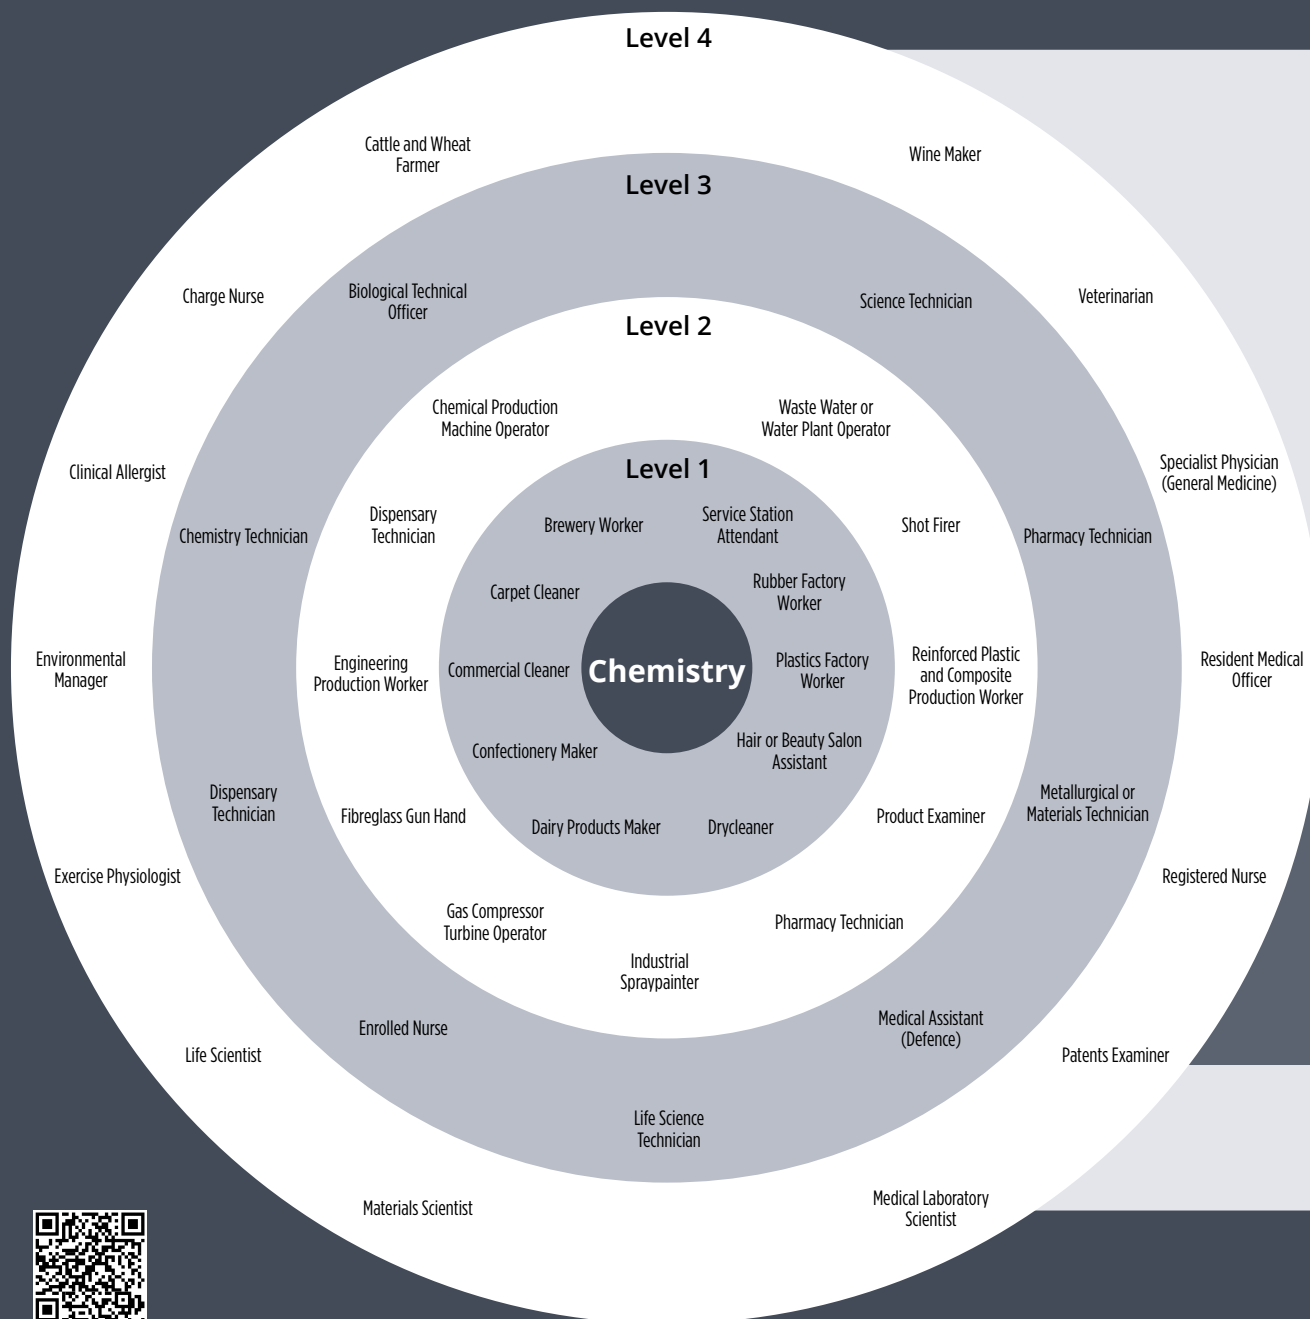 Level 4
Cattle and Wheat
Farmer
Wine Maker
Level 3
Charge Nurse
Biological Technical
Officer
Science Technician
Veterinarian
Level 2
Chemical Production
Machine Operator
Waste Water or
Water Plant Operator
Clinical Allergist
Level 1
Specialist Physician
(General Medicine)
Chemistry Technician
Dispensary
Technician
Brewery Worker
Service Station
Attendant
Shot Firer
Pharmacy Technician
Carpet Cleaner
Rubber Factory
Worker
Environmental
Manager
Engineering
Production Worker
Commercial Cleaner
Chemistry
Plastics Factory
Worker
Reinforced Plastic
and Composite
Production Worker
Resident Medical
Officer
Confectionery Maker
Hair or Beauty Salon
Assistant
Dispensary
Technician
Fibreglass Gun Hand
Dairy Products Maker
Drycleaner
Product Examiner
Metallurgical or
Materials Technician
Exercise Physiologist
Registered Nurse
Gas Compressor
Turbine Operator
Industrial
Spraypainter
Pharmacy Technician
Enrolled Nurse
Medical Assistant
(Defence)
Life Scientist
Patents Examiner
Life Science
Technician
Materials Scientist
Medical Laboratory
Scientist